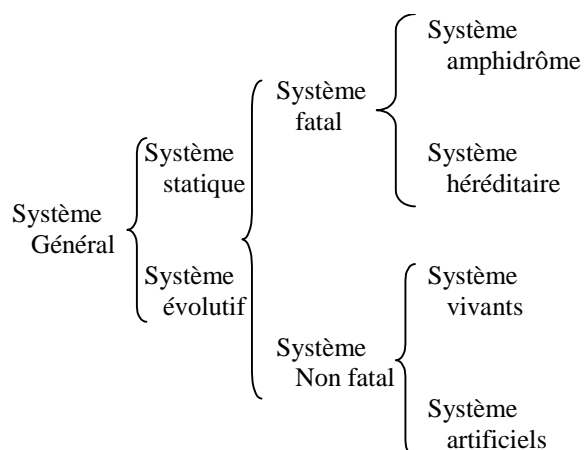 Système
Général
Système
statique
Système
évolutif
Système
fatal
Système
Non fatal
Système
amphidrôme
Système
héréditaire
Système
vivants
Système
artificiels